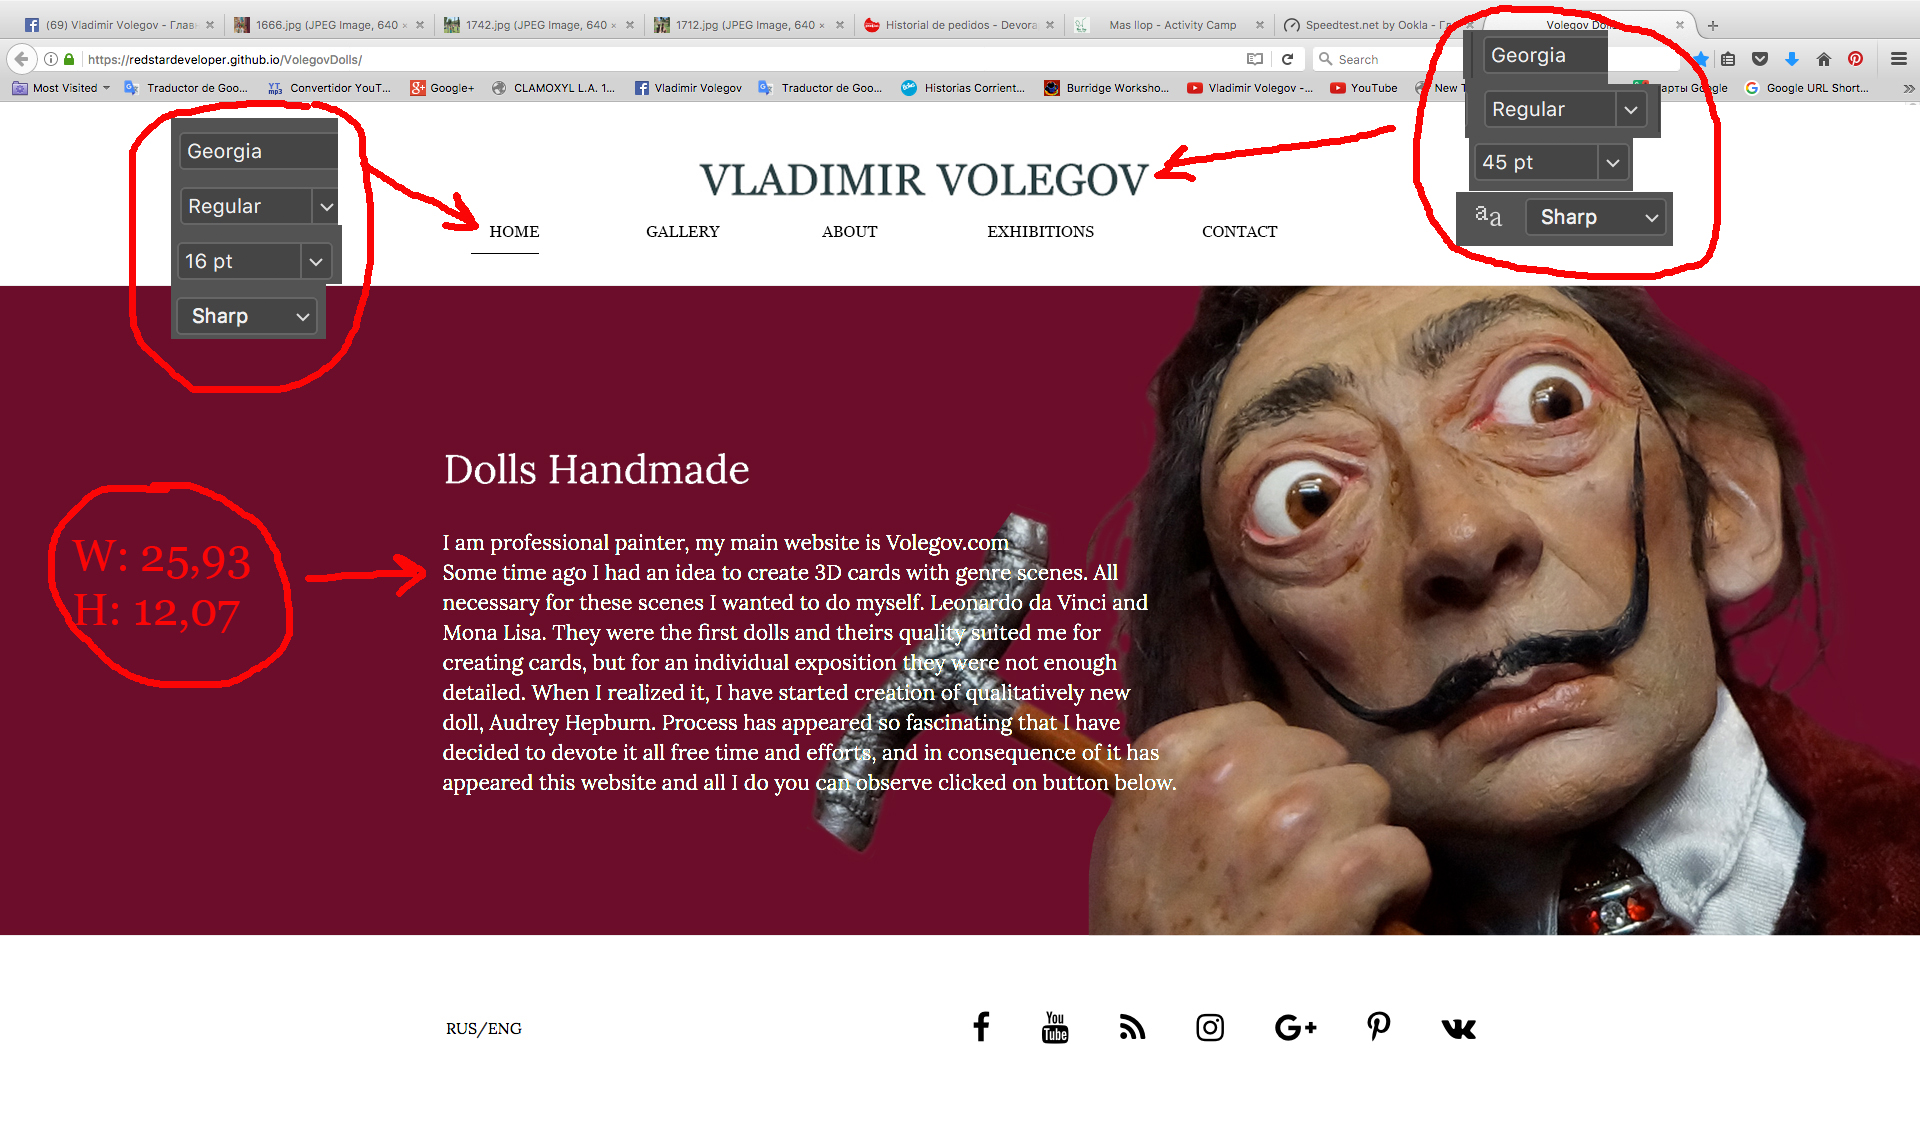 (69) Vladimir Volegov - Глав
1666.jpg (JPEG Image, 640 ×
1742.jpg (JPEG Image, 640 ×
1712.jpg (JPEG Image, 640 ×
Historial de pedidos - Devora
Mas llop - Activity Camp
Speedtest.net by Ookla - Гл
Volegov Do
https://redstardeveloper.github.io/VolegovDolls/
Search
Most Visited
Traductor de Goo...
Convertidor YouT...
Google+
CLAMOXYL L.A. 1...
Vladimir Volegov
Traductor de Goo...
Historias Corrient...
Burridge Worksho...
Vladimir Volegov -...
YouTube
New T
арты Google
Google URL Short...
Georgia
Regular
45 pt
aa Sharp
Georgia
Regular
16 pt
Sharp
VLADIMIR VOLEGOV
HOME
GALLERY
ABOUT
EXHIBITIONS
CONTACT
W: 25,93
H: 12,07
Dolls Handmade
I am professional painter, my main website is Volegov.com
Some time ago I had an idea to create 3D cards with genre scenes. All
necessary for these scenes I wanted to do myself. Leonardo da Vinci and
Mona Lisa. They were the first dolls and theirs quality suited me for
creating cards, but for an individual exposition they were not enough
detailed. When I realized it, I have started creation of qualitatively new
doll, Audrey Hepburn. Process has appeared so fascinating that I have
decided to devote it all free time and efforts, and in consequence of it has
appeared this website and all I do you can observe clicked on button below.
RUS/ENG
You
Tube